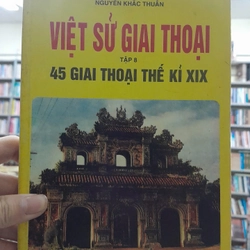 NGUYỄN KHẮC THUẦN
VIỆT SỬ GIAI THOẠI
TẬP 8
45 GIAI THOẠI THẾ KỈ XIX